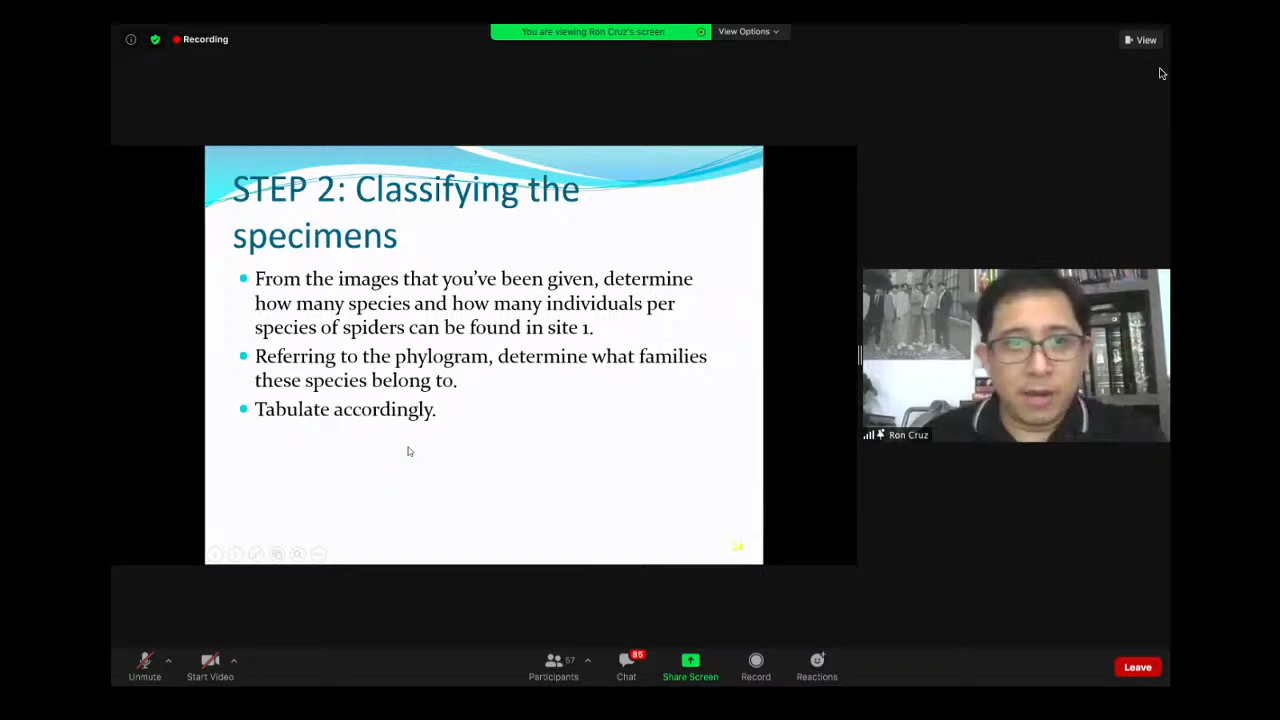 Recording
You are viewing Ron Cruz's screen
View Options
View
STEP 2: Classifying the
specimens
From the images that you've been given, determine
how many species and how many individuals per
species of spiders can be found in site 1.
Referring to the phylogram, determine what families
these species belong to.
Tabulate accordingly.
Ron Cruz
Unmute
Start Video
57
Participants
85
Chat
Share Screen
Record
Reactions
Leave